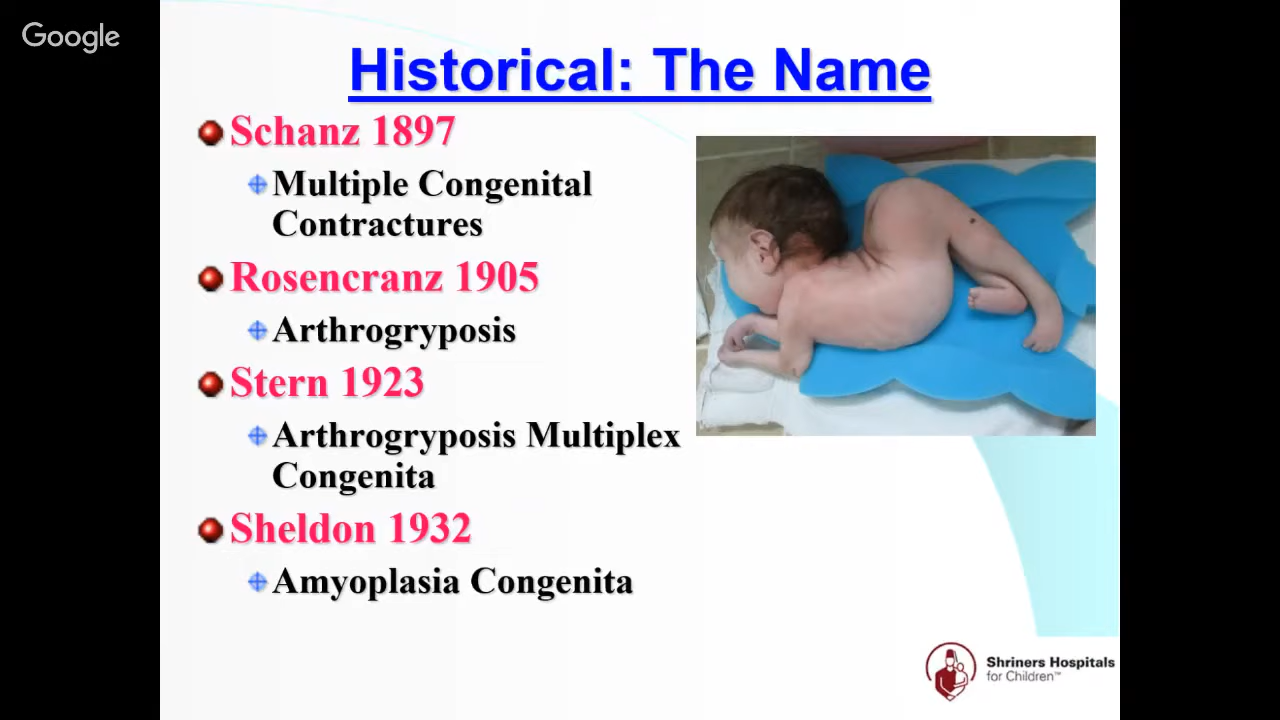 Google
Historical: The Name
Schanz 1897
Multiple Congenital
Contractures
Rosencranz 1905
Arthrogryposis
Stern 1923
Arthrogryposis Multiplex
Congenita
Sheldon 1932
Amyoplasia Congenita
Shriners Hospitals
for Children™